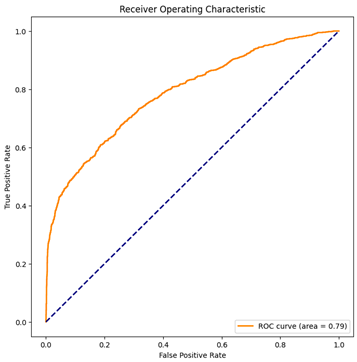 Receiver Operating Characteristic
True Positive Rate
1.0
0.8
0.6
0.4
0.2
0.0
0.0 0.2 0.4 0.6 0.8 1.0
False Positive Rate
ROC curve (area = 0.79)